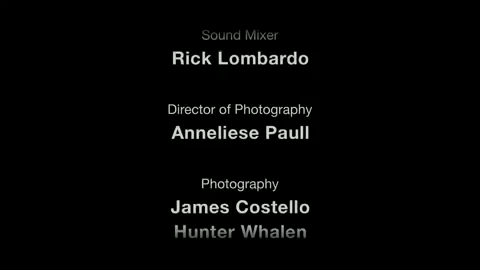 Sound Mixer
Rick Lombardo
Director of Photography
Anneliese Paull
Photography
James Costello
Hunter Whalen